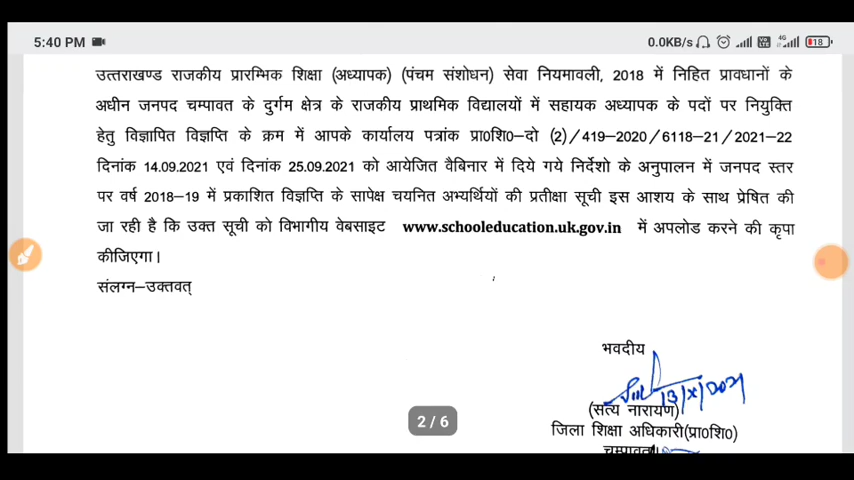 5:40 PM
0.0KB/s
4G
18
उत्तराखण्ड राजकीय प्रारम्भिक शिक्षा (अध्यापक) (पंचम संशोधन) सेवा नियमावली, 2018 में निहित प्रावधानों के
अधीन जनपद चम्पावत के दुर्गम क्षेत्र के राजकीय प्राथमिक विद्यालयों में सहायक अध्यापक के पदों पर नियुक्ति
हेतु विज्ञापित विज्ञप्ति के क्रम में आपके कार्यालय पत्रांक प्रा0शि0–दो (2)/419–2020/6118–21/2021–22
दिनांक 14.09.2021 एवं दिनांक 25.09.2021 को आयेजित वैबिनार में दिये गये निर्देशो के अनुपालन में जनपद स्तर
पर वर्ष 2018–19 में प्रकाशित विज्ञप्ति के सापेक्ष चयनित अभ्यर्थियों की प्रतीक्षा सूची इस आशय के साथ प्रेषित की
जा रही है कि उक्त सूची को विभागीय वेबसाइट www.schooleducation.uk.gov.in में अपलोड करने की कृपा
कीजिएगा।
संलग्न–उक्तवत्
भवदीय
13/X/2021
(सत्य नारायण)
2 / 6
जिला शिक्षा अधिकारी(प्रा0शि0)
चम्पावत।